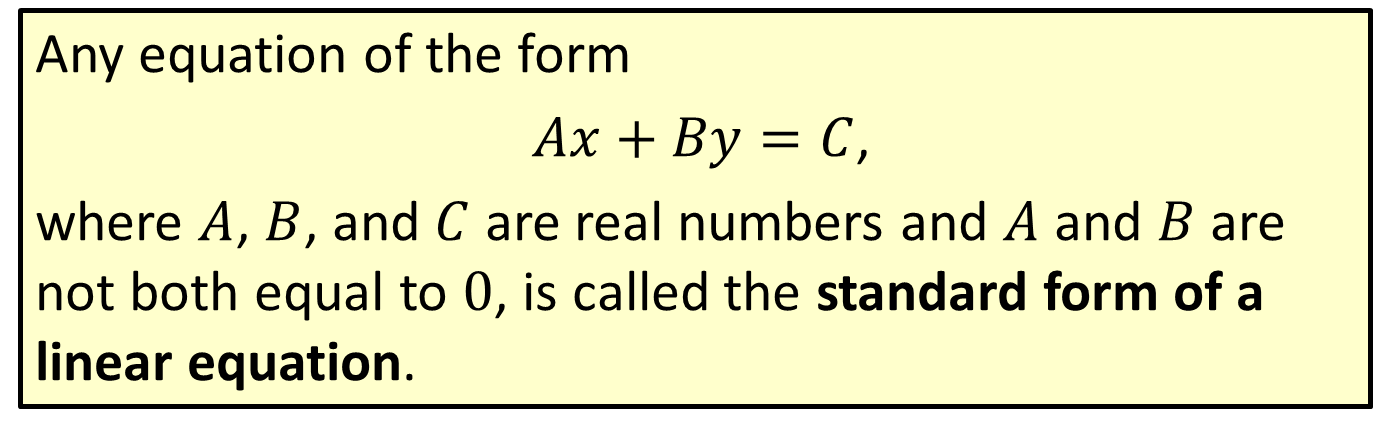 Any equation of the form
Ax + By = C,
where A, B, and C are real numbers and A and B are
not both equal to 0, is called the standard form of a
linear equation.